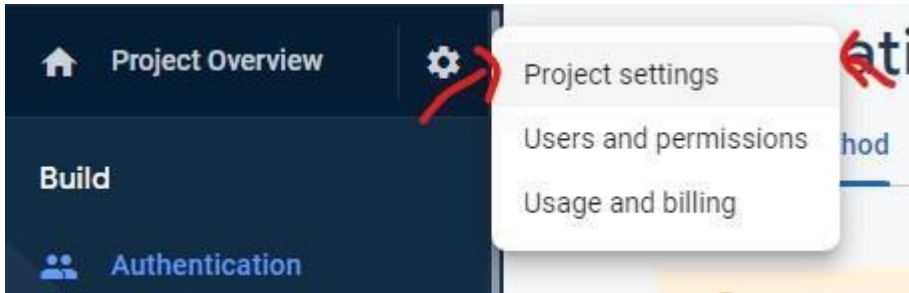 Project Overview
Project settings
Users and permissions
hod
Usage and billing
Build
Authentication